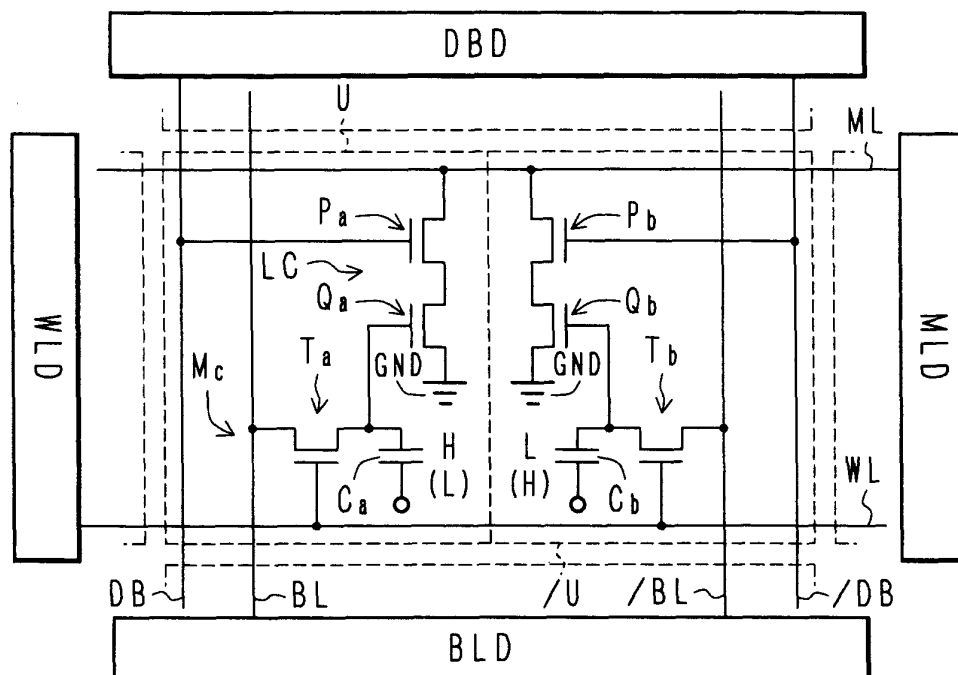 DBD
U
ML
Pa
Pb
LC
Qa
Qb
WLD
MLD
Ta
GND
GND
Tb
Mc
H
(L)
L
(H)
Ca
Cb
WL
DB
BL
/U
/BL
/DB
BLD